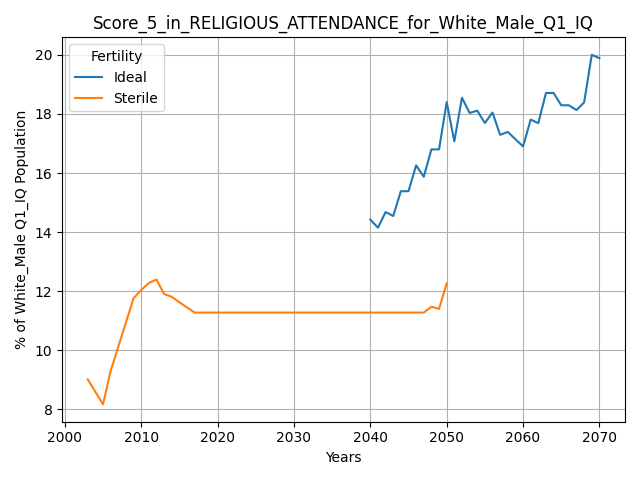 Score_5_in_RELIGIOUS_ATTENDANCE_for_White_Male_Q1_IQ
Fertility
Ideal
Sterile
% of White_Male Q1_IQ Population
20
18
16
14
12
10
8
2000 2010 2020 2030 2040 2050 2060 2070
Years